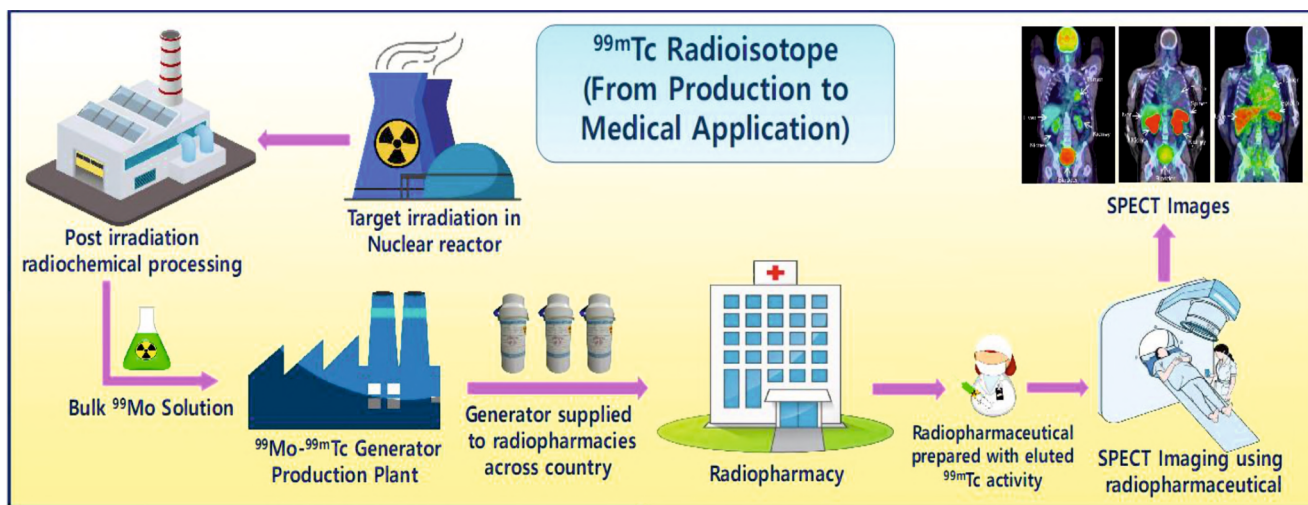 ⁹⁹ᵐTc Radioisotope
(From Production to
Medical Application)
Target irradiation in
Nuclear reactor
Post irradiation
radiochemical processing
Bulk ⁹⁹Mo Solution
⁹⁹Mo-⁹⁹ᵐTc Generator
Production Plant
Generator supplied
to radiopharmacies
across country
Radiopharmacy
Radiopharmaceutical
prepared with eluted
⁹⁹ᵐTc activity
SPECT Imaging using
radiopharmaceutical
SPECT Images